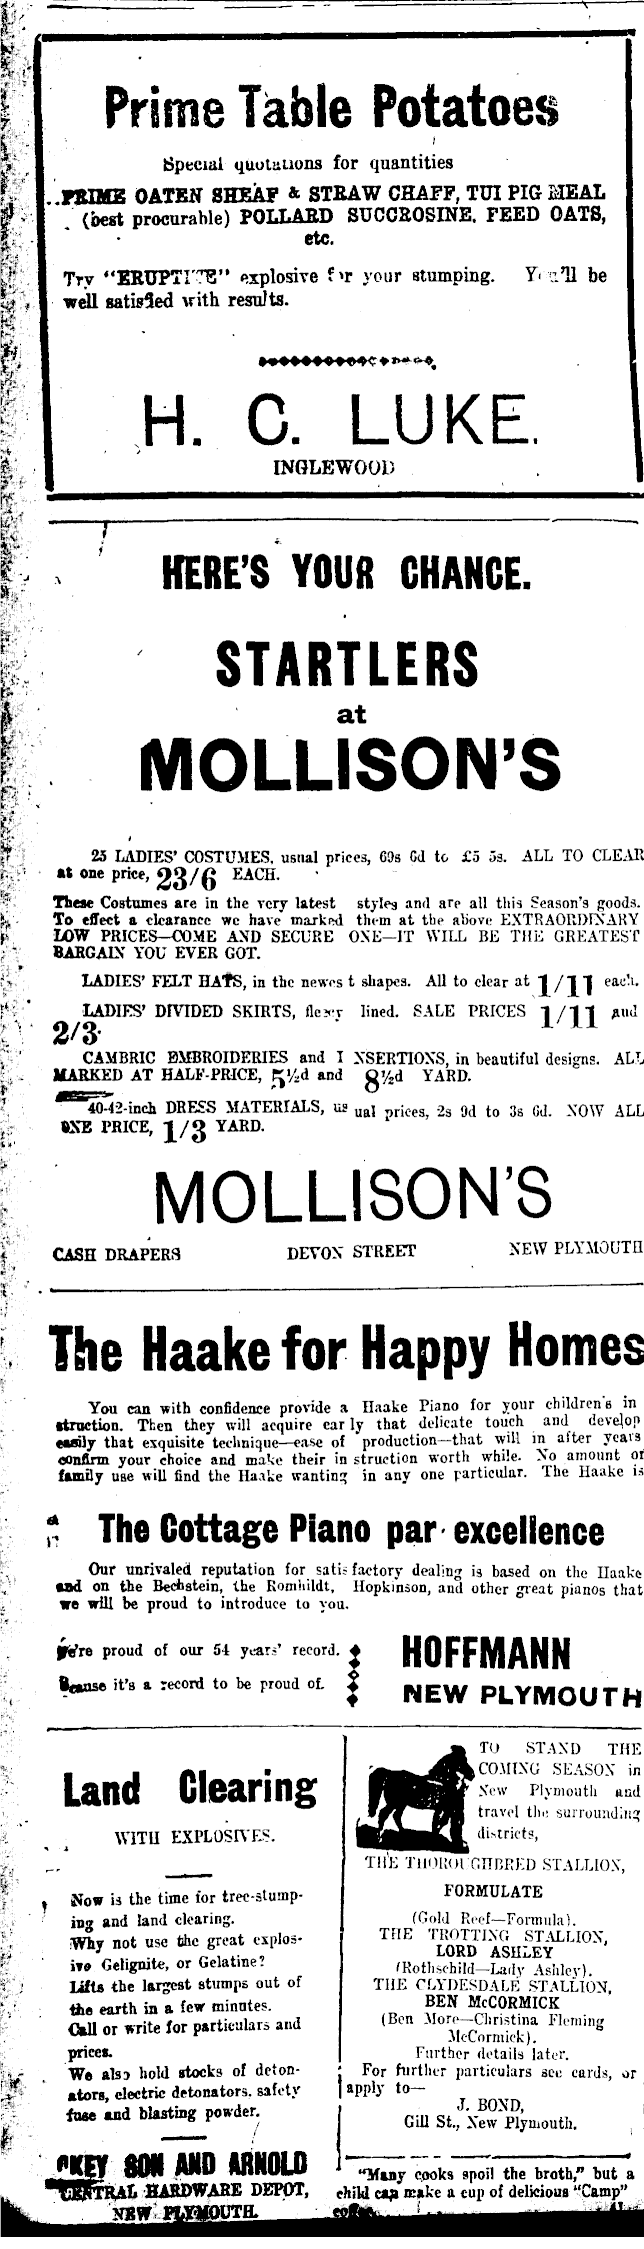 Prime Table Potatoes
Special quotations for quantities
PRIME OATEN SHEAF & STRAW CHAFF, TUI PIG MEAL
(best procurable) POLLARD SUCCROSINE, FEED OATS,
etc.
Try "ERUPTITE" explosive for your stumping. You'll be
well satisfied with results.
H. C. LUKE.
INGLEWOOD
HERE'S YOUR CHANCE.
STARTLERS
at
MOLLISON'S
25 LADIES' COSTUMES, usual prices, 69s 6d to £5 5s. ALL TO CLEAR
at one price, 23/6 EACH.
These Costumes are in the very latest styles and are all this Season's goods.
To effect a clearance we have marked them at the above EXTRAORDINARY
LOW PRICES—COME AND SECURE ONE—IT WILL BE THE GREATEST
BARGAIN YOU EVER GOT.
LADIES' FELT HATS, in the newes t shapes. All to clear at 1/11 each.
LADIES' DIVIDED SKIRTS, lined. SALE PRICES 1/11 and
2/3.
CAMBRIC EMBROIDERIES and I NSERTIONS, in beautiful designs. ALL
MARKED AT HALF-PRICE, 5½d and 8½d YARD.
40-42-inch DRESS MATERIALS, us ual prices, 2s 9d to 3s 6d. NOW ALL
ONE PRICE, 1/3 YARD.
MOLLISON'S
CASH DRAPERS DEVON STREET NEW PLYMOUTH
The Haake for Happy Homes
You can with confidence provide a Haake Piano for your children's in
struction. Then they will acquire early that delicate touch and develop
easily that exquisite technique—ease of production—that will in after years
confirm your choice and make their in struction worth while. No amount of
family use will find the Haake wanting in any one particular. The Haake is
The Cottage Piano par excellence
Our unrivaled reputation for satisfactory dealing is based on the Haake
and on the Bechstein, the Romhildt, Hopkinson, and other great pianos that
we will be proud to introduce to you.
We're proud of our 54 years' record.
Because it's a record to be proud of.
HOFFMANN
NEW PLYMOUTH
Land Clearing
WITH EXPLOSIVES.
Now is the time for tree-stump-
ing and land clearing.
Why not use the great explos-
ive Gelignite, or Gelatine?
Lifts the largest stumps out of
the earth in a few minutes.
Call or write for particulars and
prices.
We also hold stocks of deton-
ators, electric detonators, safety
fuse and blasting powder.
OKEY SON AND ARNOLD
CENTRAL HARDWARE DEPOT,
NEW PLYMOUTH.
TO STAND THE
COMING SEASON in
New Plymouth and
travel the surrounding
districts,
THE THOROUGHBRED STALLION,
FORMULATE
(Gold Reef—Formula).
THE TROTTING STALLION,
LORD ASHLEY
(Rothschild—Lady Ashley).
THE CLYDESDALE STALLION,
BEN McCORMICK
(Ben More—Christina Fleming
McCormick).
Further details later.
For further particulars see cards, or
apply to—
J. BOND,
Gill St., New Plymouth.
"Many cooks spoil the broth," but a
child can make a cup of delicious "Camp"